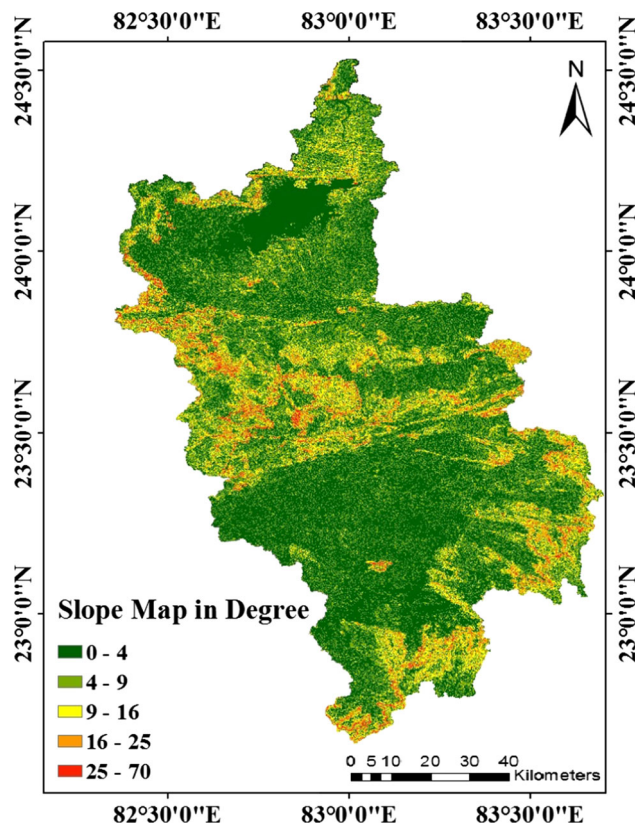 82°30'0"E 83°0'0"E 83°30'0"E
24°30'0"N 24°30'0"N
N
24°0'0"N 24°0'0"N
23°30'0"N 23°30'0"N
23°0'0"N 23°0'0"N
Slope Map in Degree
0 - 4
4 - 9
9 - 16
16 - 25
25 - 70
0 5 10 20 30 40
Kilometers
82°30'0"E 83°0'0"E 83°30'0"E